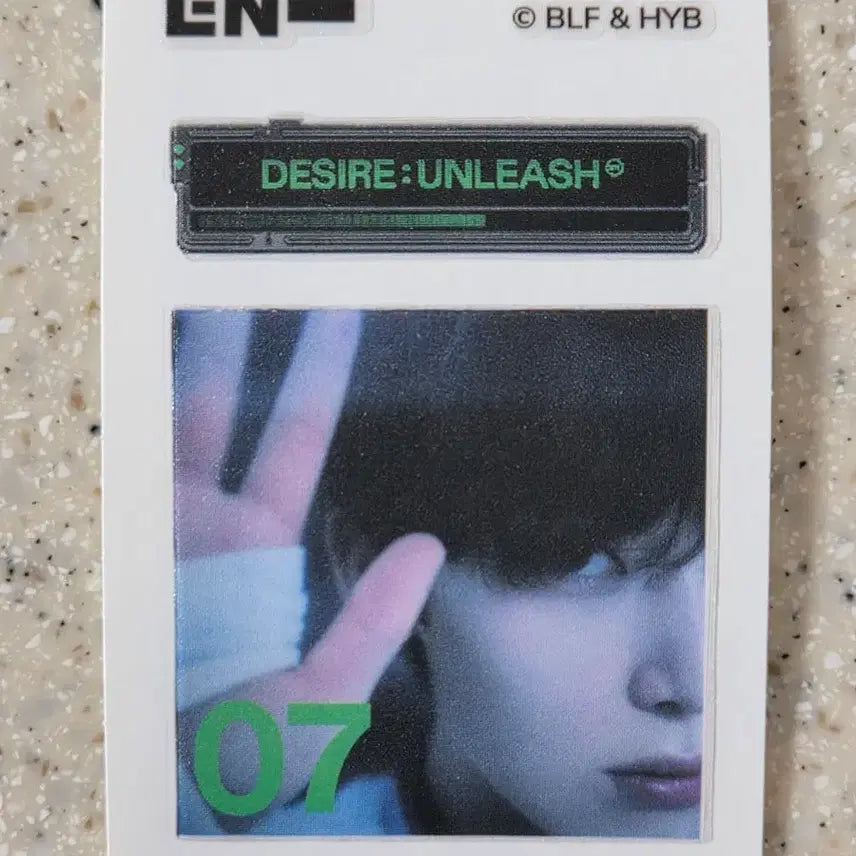 EN-
© BLF & HYB
DESIRE:UNLEASH
07